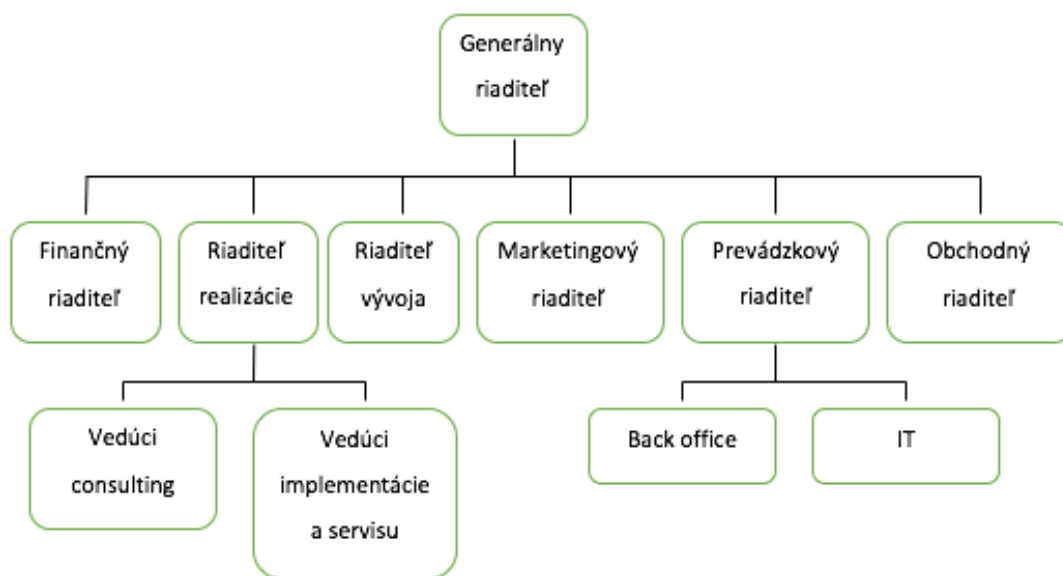 Generálny
riaditeľ
Finančný
riaditeľ
Riaditeľ
realizácie
Riaditeľ
vývoja
Marketingový
riaditeľ
Prevádzkový
riaditeľ
Obchodný
riaditeľ
Vedúci
consulting
Vedúci
implementácie
a servisu
Back office
IT